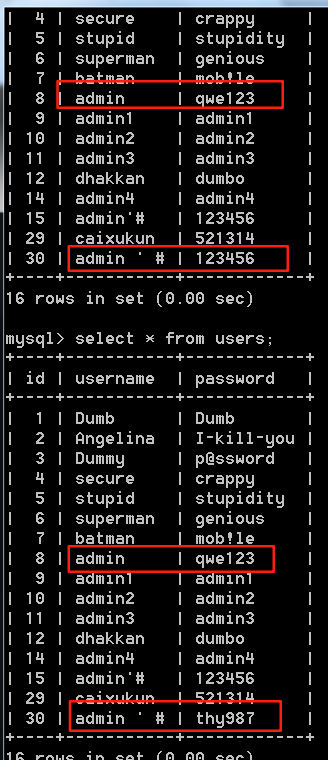 |  4 | secure   | crappy     |
|  5 | stupid   | stupidity  |
|  6 | superman | genious    |
|  7 | batman   | mob!le     |
|  8 | admin    | qwe123     |
|  9 | admin1   | admin1     |
| 10 | admin2   | admin2     |
| 11 | admin3   | admin3     |
| 12 | dhakkan  | dumbo      |
| 14 | admin4   | admin4     |
| 15 | admin'#  | 123456     |
| 29 | caixukun | 521314     |
| 30 | admin ' # | 123456     |
+----+----------+------------+
16 rows in set (0.00 sec)
mysql> select * from users;
+----+----------+------------+
| id | username | password   |
+----+----------+------------+
|  1 | Dumb     | Dumb       |
|  2 | Angelina | I-kill-you |
|  3 | Dummy    | p@ssword   |
|  4 | secure   | crappy     |
|  5 | stupid   | stupidity  |
|  6 | superman | genious    |
|  7 | batman   | mob!le     |
|  8 | admin    | qwe123     |
|  9 | admin1   | admin1     |
| 10 | admin2   | admin2     |
| 11 | admin3   | admin3     |
| 12 | dhakkan  | dumbo      |
| 14 | admin4   | admin4     |
| 15 | admin'#  | 123456     |
| 29 | caixukun | 521314     |
| 30 | admin ' # | thy987     |
+----+----------+------------+
16 rows in set (0.00 sec)